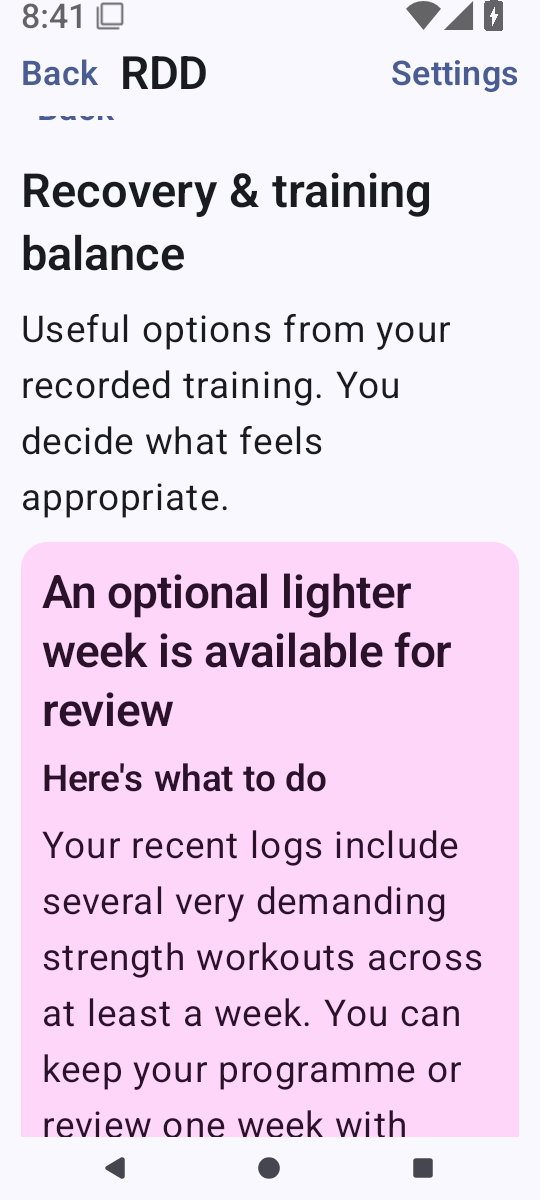 8:41
Back RDD Settings
Back
Recovery & training
balance
Useful options from your
recorded training. You
decide what feels
appropriate.
An optional lighter
week is available for
review
Here's what to do
Your recent logs include
several very demanding
strength workouts across
at least a week. You can
keep your programme or
review one week with